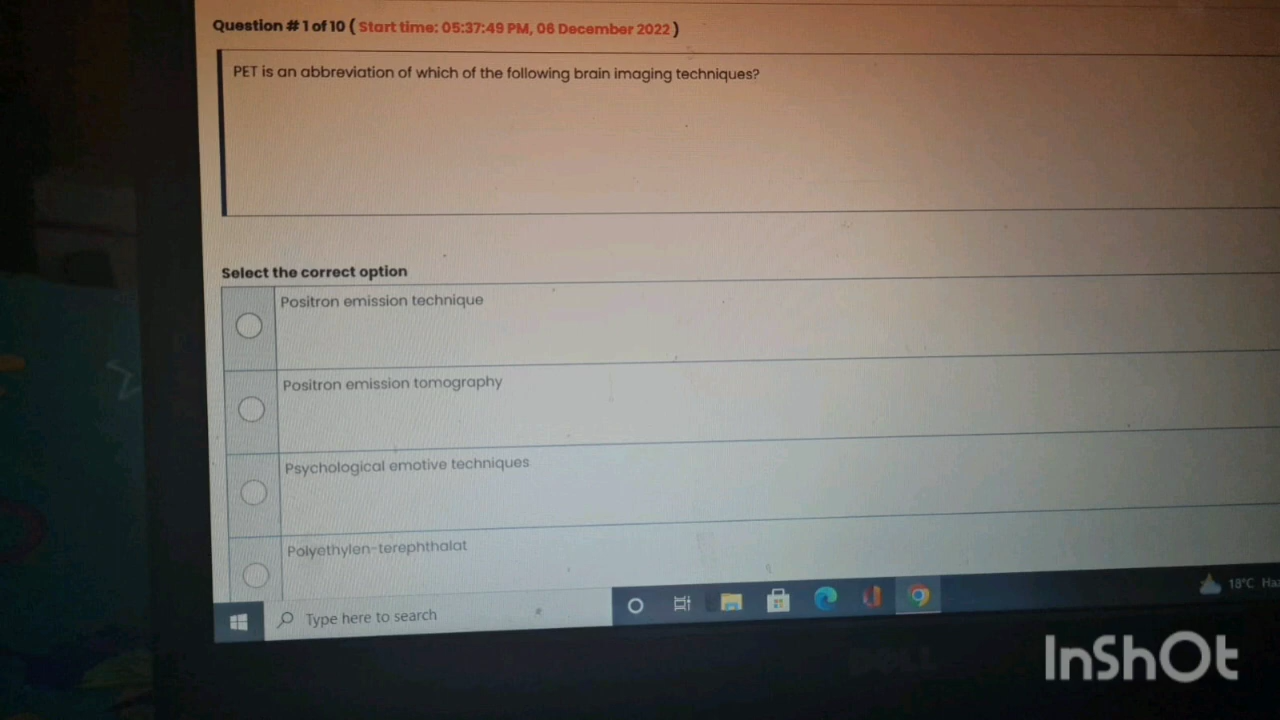 Question # 1 of 10 ( Start time: 05:37:49 PM, 06 December 2022 )
PET is an abbreviation of which of the following brain imaging techniques?
Select the correct option
Positron emission technique
Positron emission tomography
Psychological emotive techniques
Polyethylen-terephthalat
Type here to search
18°C
DELL
InShOt